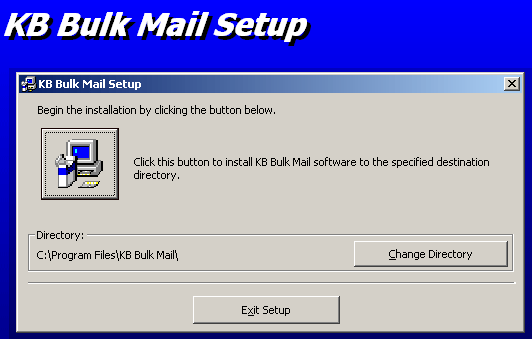 KB Bulk Mail Setup
KB Bulk Mail Setup
Begin the installation by clicking the button below.
Click this button to install KB Bulk Mail software to the specified destination
directory.
Directory:
C:\Program Files\KB Bulk Mail\
Change Directory
Exit Setup